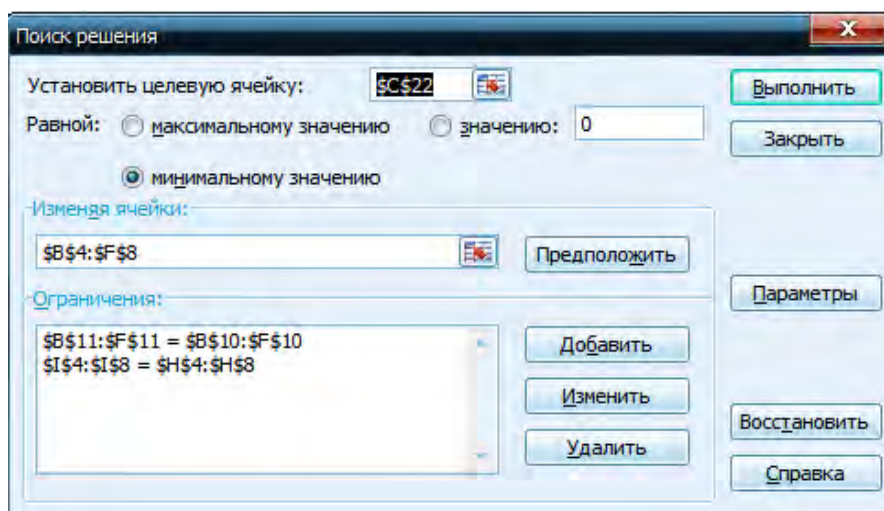 Поиск решения
Установить целевую ячейку: $C$22
Выполнить
Равной: максимальному значению значению: 0
Закрыть
минимальному значению
Изменяя ячейки:
$B$4:$F$8
Предположить
Параметры
Ограничения:
$B$11:$F$11 = $B$10:$F$10
$I$4:$I$8 = $H$4:$H$8
Добавить
Изменить
Удалить
Восстановить
Справка